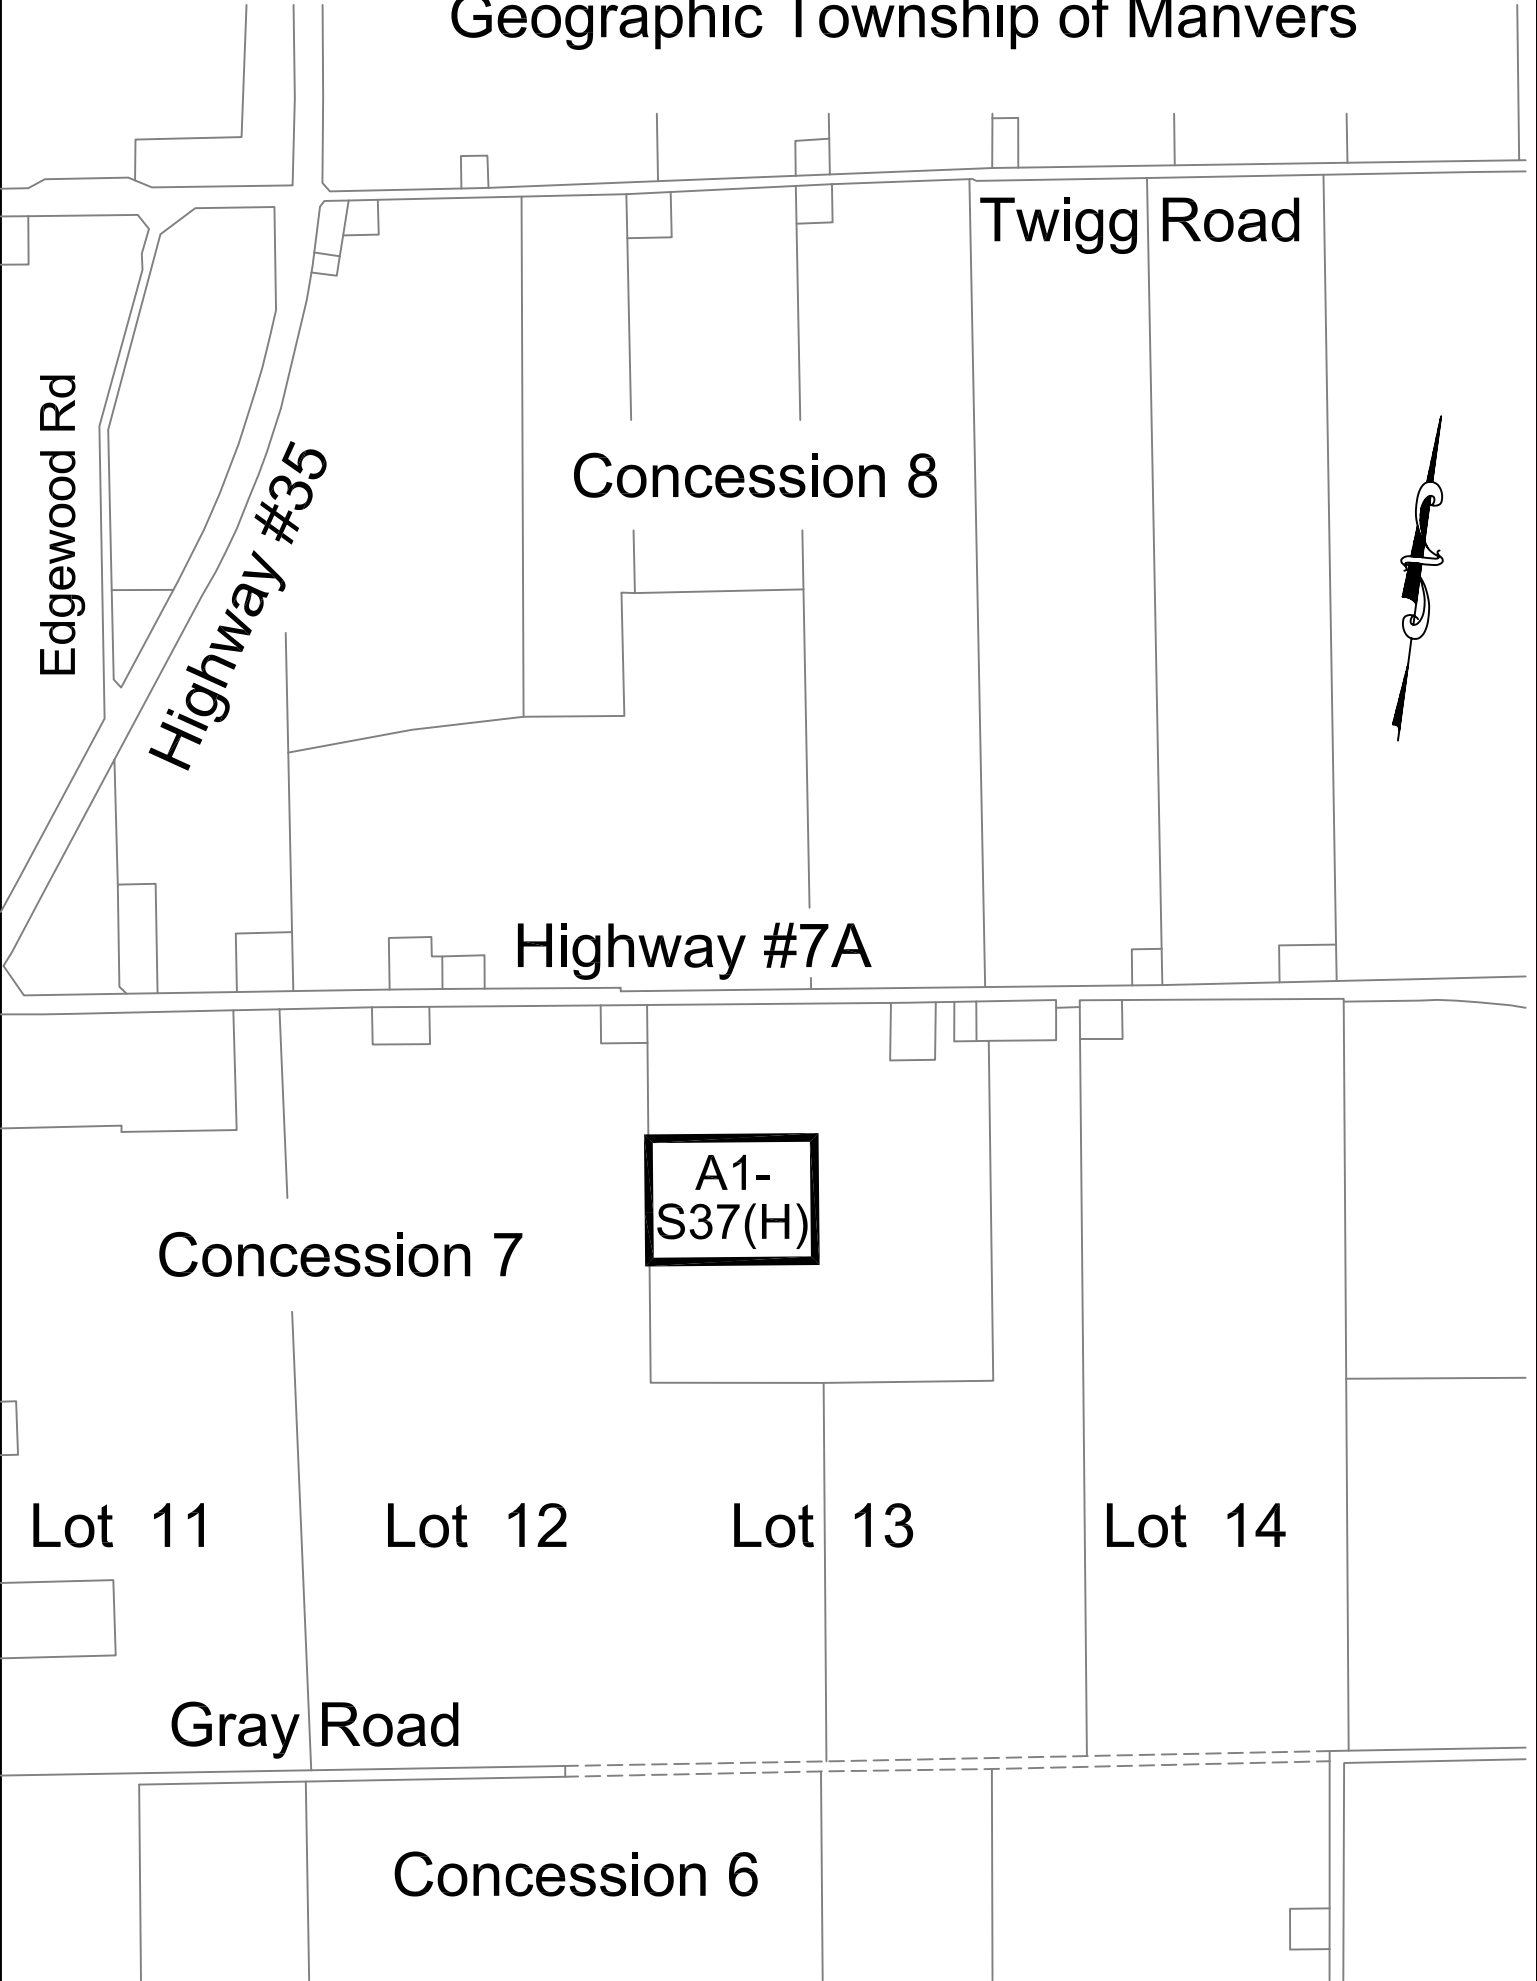 Geographic Township of Manvers
Twigg Road
Edgewood Rd
Highway #35
Concession 8
Highway #7A
A1-
S37(H)
Concession 7
Lot 11
Lot 12
Lot 13
Lot 14
Gray Road
Concession 6